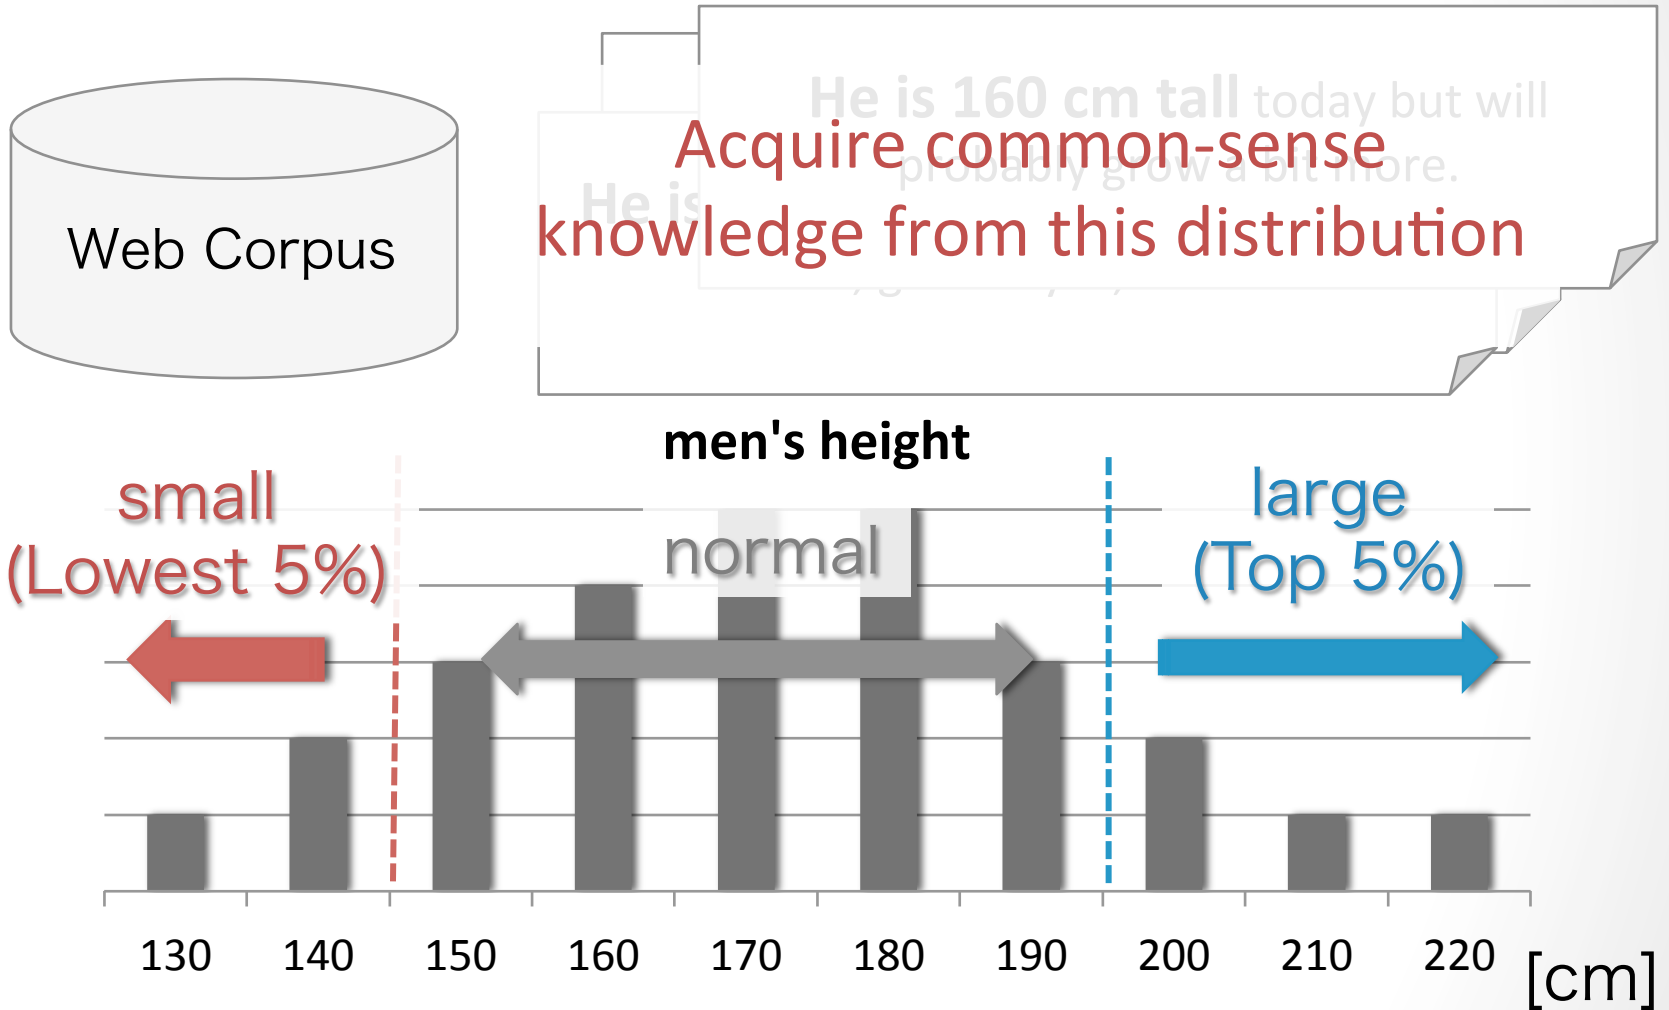 Web Corpus
He is 160 cm tall today but will
probably grow a bit more.
He is
Acquire common-sense
knowledge from this distribution
men's height
small
(Lowest 5%)
normal
large
(Top 5%)
130 140 150 160 170 180 190 200 210 220 [cm]